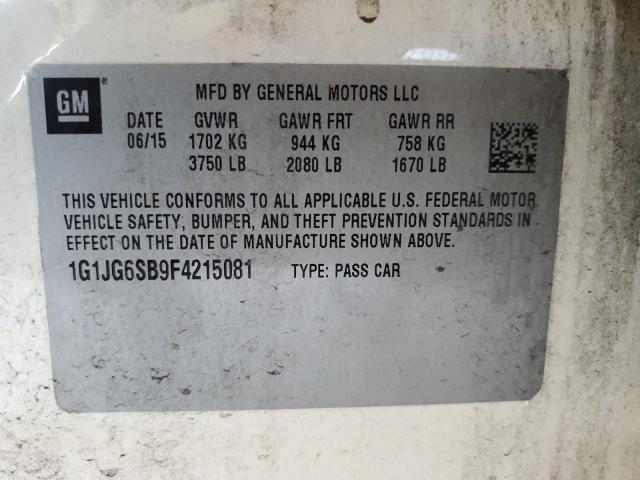 GM ®
MFD BY GENERAL MOTORS LLC
DATE GVWR GAWR FRT GAWR RR
06/15 1702 KG 944 KG 758 KG
3750 LB 2080 LB 1670 LB
THIS VEHICLE CONFORMS TO ALL APPLICABLE U.S. FEDERAL MOTOR
VEHICLE SAFETY, BUMPER, AND THEFT PREVENTION STANDARDS IN
EFFECT ON THE DATE OF MANUFACTURE SHOWN ABOVE.
1G1JG6SB9F4215081 TYPE: PASS CAR